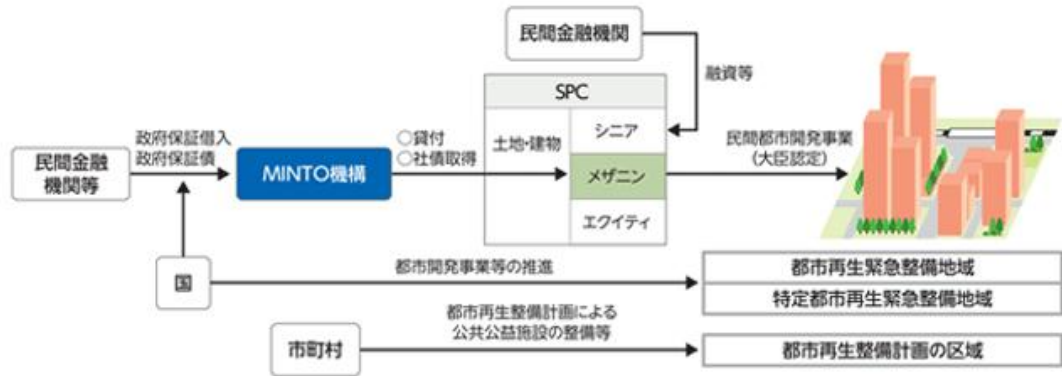 民間金融機関
融資等
SPC
土地・建物
シニア
メザニン
エクイティ
民間金融
機関等
政府保証借入
政府保証債
MINTO機構
○貸付
○社債取得
民間都市開発事業
(大臣認定)
国
都市開発事業等の推進
都市再生緊急整備地域
特定都市再生緊急整備地域
市町村
都市再生整備計画による
公共公益施設の整備等
都市再生整備計画の区域